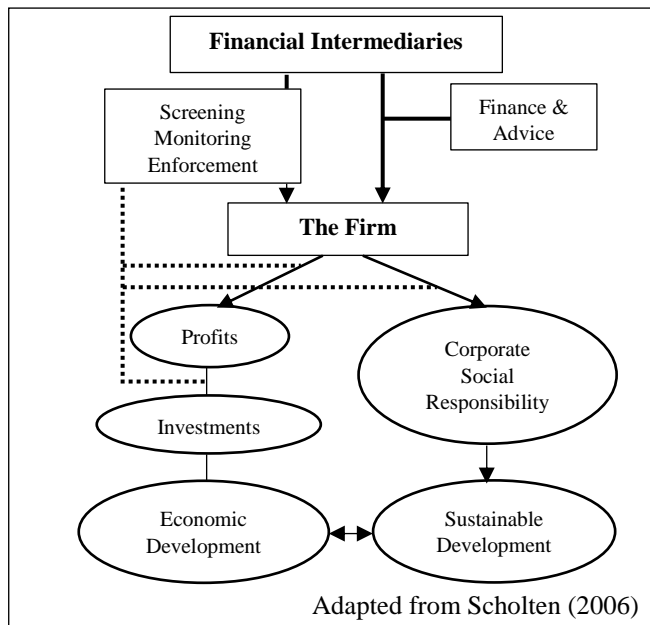 Financial Intermediaries
Screening
Monitoring
Enforcement
Finance &
Advice
The Firm
Profits
Corporate
Social
Responsibility
Investments
Economic
Development
Sustainable
Development
Adapted from Scholten (2006)